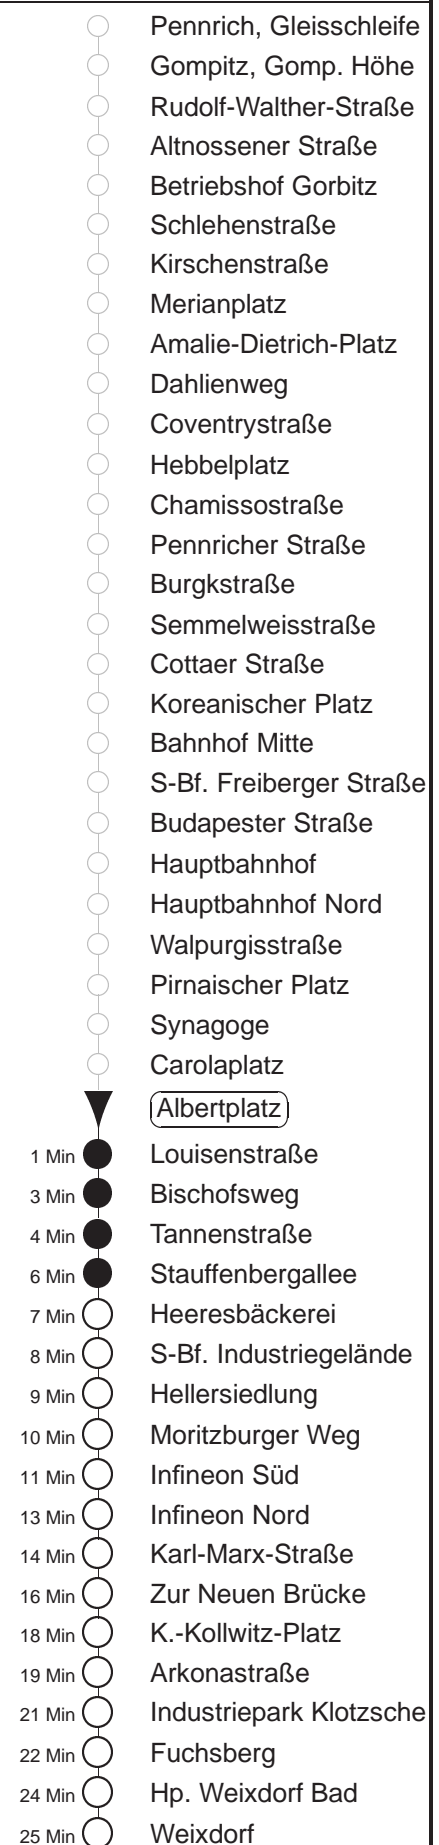 Pennrich, Gleisschleife
Gompitz, Gomp. Höhe
Rudolf-Walther-Straße
Altnossener Straße
Betriebshof Gorbitz
Schlehenstraße
Kirschenstraße
Merianplatz
Amalie-Dietrich-Platz
Dahlienweg
Coventrystraße
Hebbelplatz
Chamissostraße
Pennricher Straße
Burgkstraße
Semmelweisstraße
Cottaer Straße
Koreanischer Platz
Bahnhof Mitte
S-Bf. Freiberger Straße
Budapester Straße
Hauptbahnhof
Hauptbahnhof Nord
Walpurgisstraße
Pirnaischer Platz
Synagoge
Carolaplatz
Albertplatz
1 Min Louisenstraße
3 Min Bischofsweg
4 Min Tannenstraße
6 Min Stauffenbergallee
7 Min Heeresbäckerei
8 Min S-Bf. Industriegelände
9 Min Hellersiedlung
10 Min Moritzburger Weg
11 Min Infineon Süd
13 Min Infineon Nord
14 Min Karl-Marx-Straße
16 Min Zur Neuen Brücke
18 Min K.-Kollwitz-Platz
19 Min Arkonastraße
21 Min Industriepark Klotzsche
22 Min Fuchsberg
24 Min Hp. Weixdorf Bad
25 Min Weixdorf